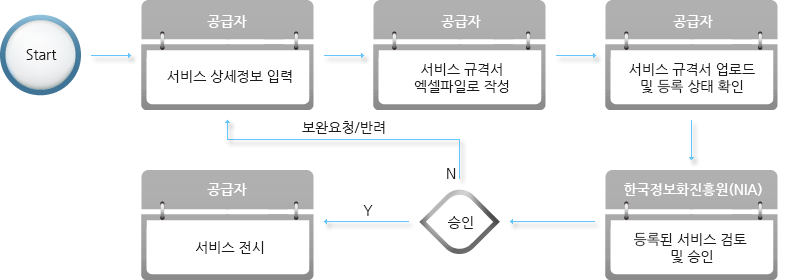 Start
공급자
서비스 상세정보 입력
공급자
서비스 규격서
엑셀파일로 작성
공급자
서비스 규격서 업로드
및 등록 상태 확인
한국정보화진흥원(NIA)
등록된 서비스 검토
및 승인
승인
N
보완요청/반려
Y
공급자
서비스 전시